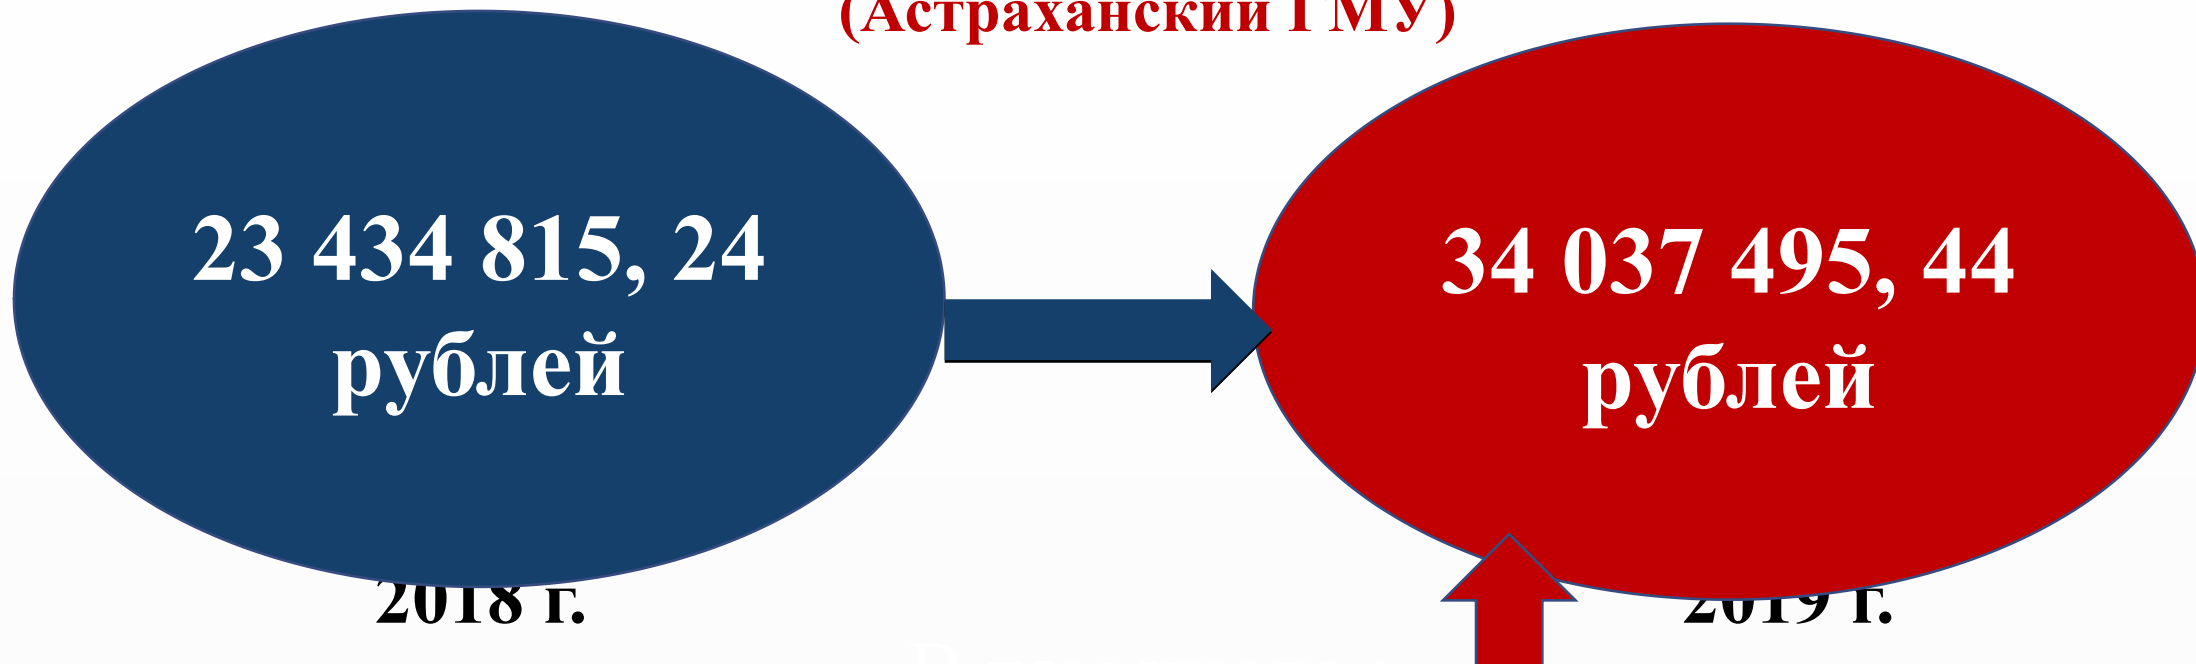 (Астраханский ГМУ)
23 434 815, 24
рублей
34 037 495, 44
рублей
2018 г.
2019 г.